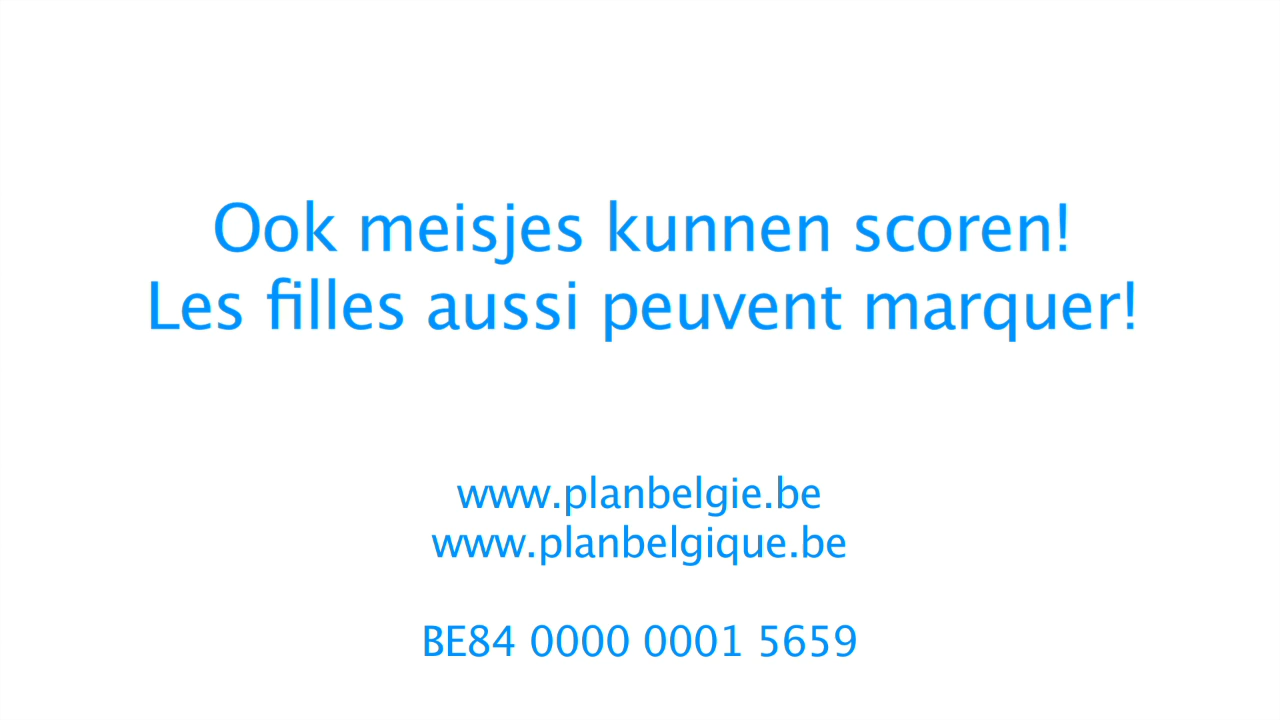 Ook meisjes kunnen scoren!
Les filles aussi peuvent marquer!
www.planbelgie.be
www.planbelgique.be
BE84 0000 0001 5659